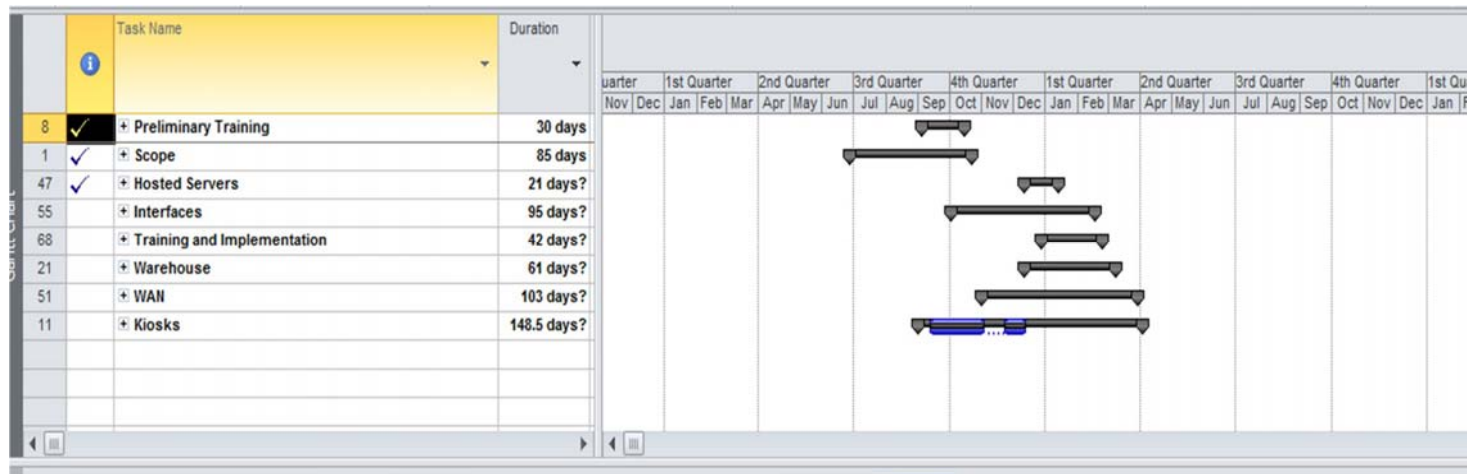 Task Name Duration
uarter 1st Quarter 2nd Quarter 3rd Quarter 4th Quarter 1st Quarter 2nd Quarter 3rd Quarter 4th Quarter 1st Qu
Nov Dec Jan Feb Mar Apr May Jun Jul Aug Sep Oct Nov Dec Jan Feb Mar Apr May Jun Jul Aug Sep Oct Nov Dec Jan F
8 Preliminary Training 30 days
1 Scope 85 days
47 Hosted Servers 21 days?
55 Interfaces 95 days?
68 Training and Implementation 42 days?
21 Warehouse 61 days?
51 WAN 103 days?
11 Kiosks 148.5 days?
Gantt Chart